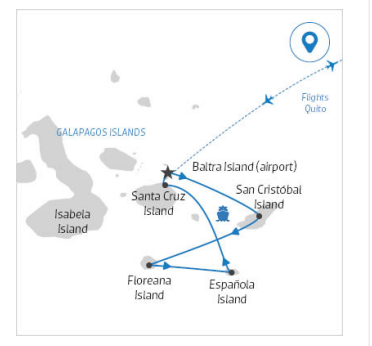 Flights
Quito
GALAPAGOS ISLANDS
Baltra Island (airport)
Santa Cruz
Island
San Cristóbal
Island
Isabela
Island
Floreana
Island
Española
Island